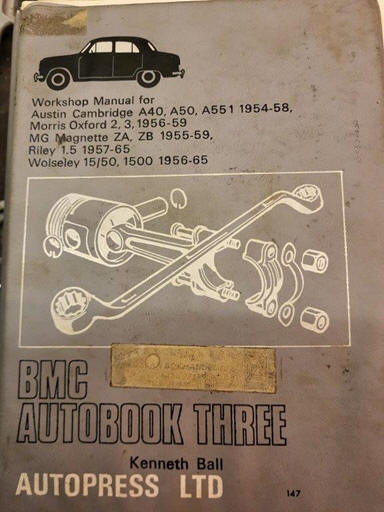 Workshop Manual for
Austin Cambridge A40, A50, A551 1954-58,
Morris Oxford 2, 3, 1956-59
MG Magnette ZA, ZB 1955-59,
Riley 1.5 1957-65
Wolseley 15/50, 1500 1956-65
BMC
AUTOBOOK THREE
Kenneth Ball
AUTOPRESS LTD
147